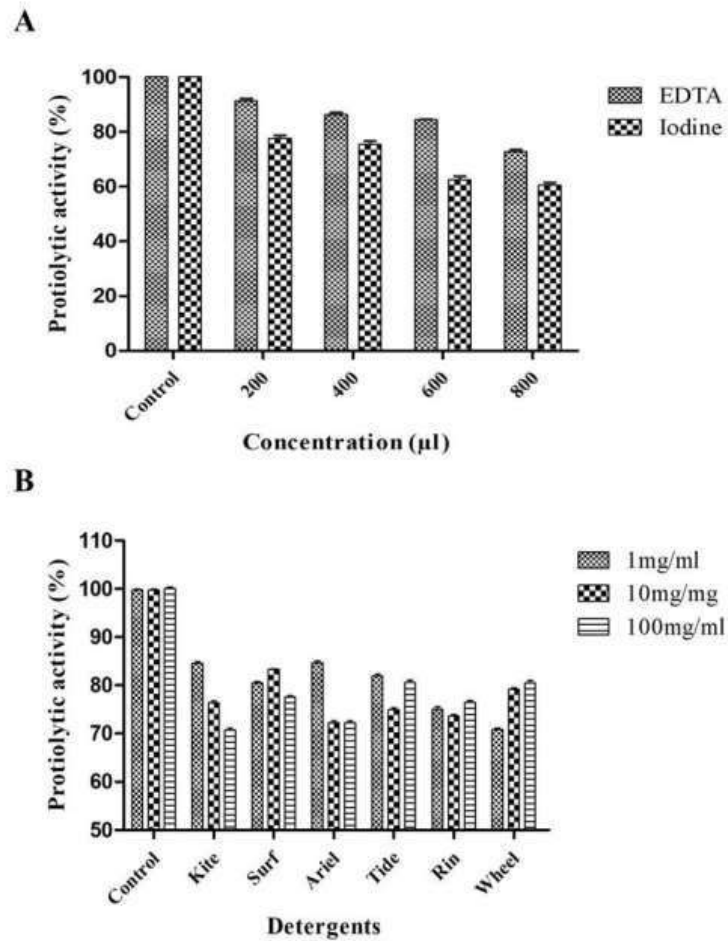 A
Protiolytic activity (%)
100
80
60
40
20
0
EDTA
Iodine
Control
200
400
600
800
Concentration (µl)
B
Protiolytic activity (%)
110
100
90
80
70
60
50
1mg/ml
10mg/mg
100mg/ml
Control
Kite
Surf
Ariel
Tide
Rin
Wheel
Detergents